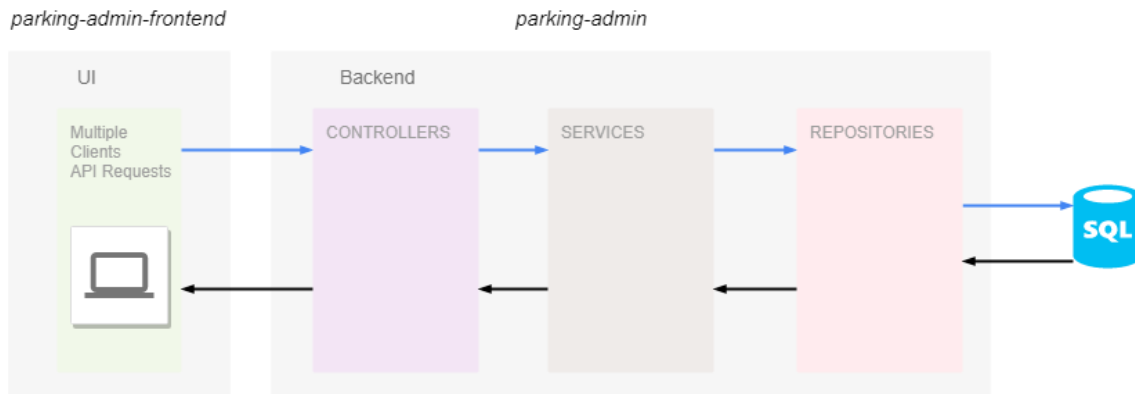 parking-admin-frontend
parking-admin
UI
Backend
Multiple
Clients
API Requests
CONTROLLERS
SERVICES
REPOSITORIES
SQL